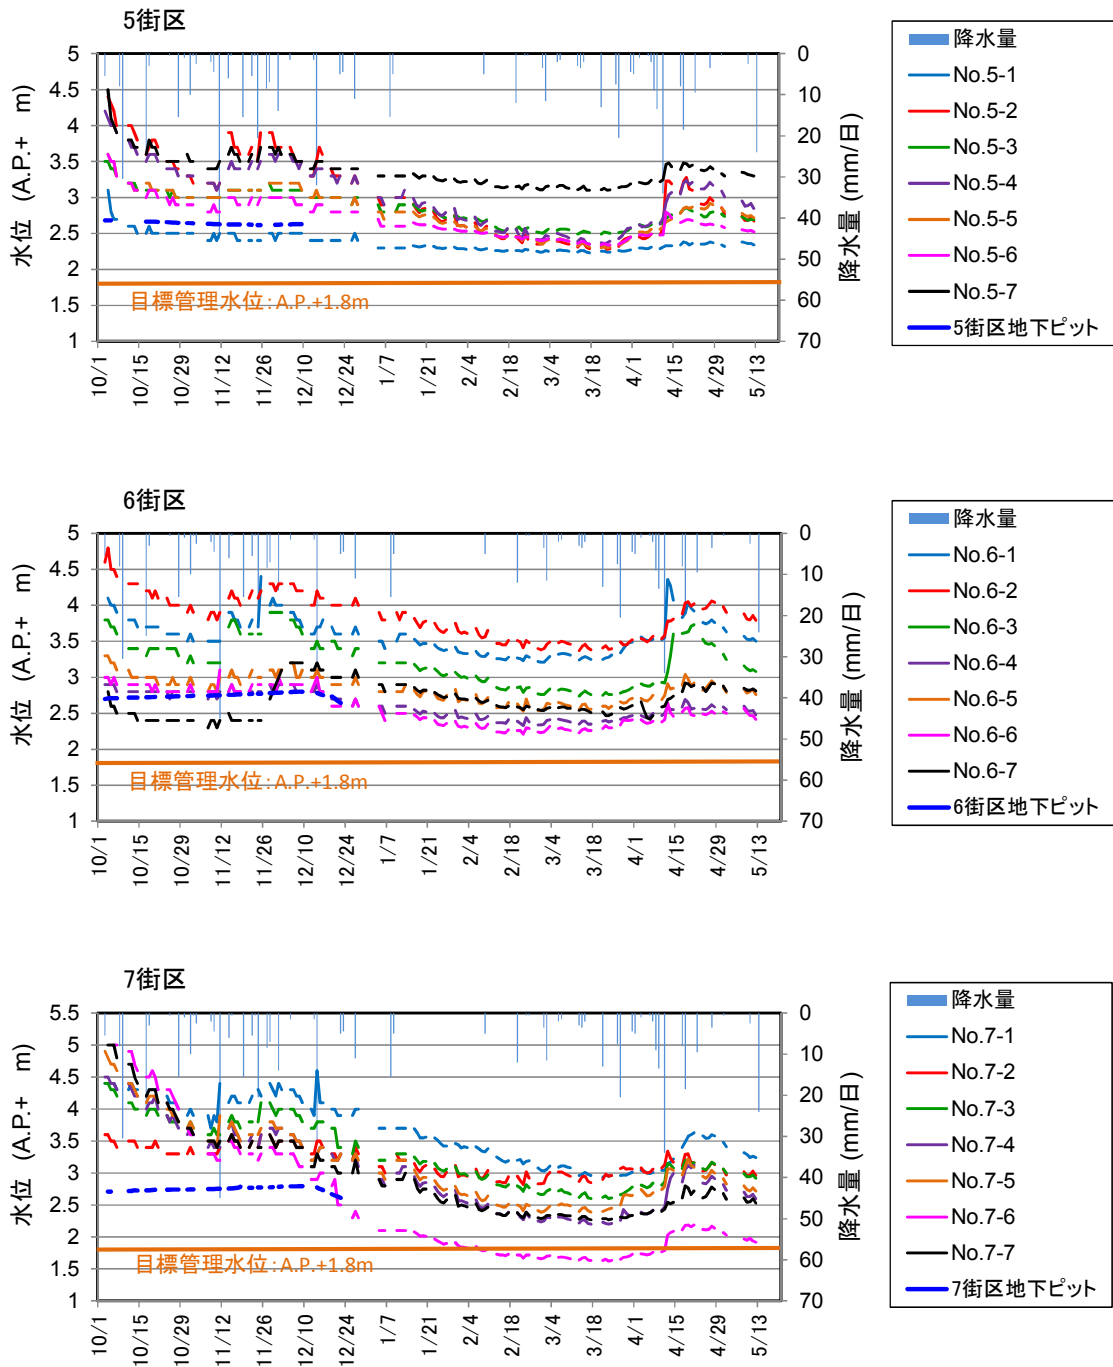 5街区
水位 (A.P.+ m)
5
4.5
4
3.5
3
2.5
2
1.5
1
目標管理水位：A.P.+1.8m
0
10
20
30
40
50
60
70
降水量 (mm/日)
10/1
10/15
10/29
11/12
11/26
12/10
12/24
1/7
1/21
2/4
2/18
3/4
3/18
4/1
4/15
4/29
5/13
降水量
No.5-1
No.5-2
No.5-3
No.5-4
No.5-5
No.5-6
No.5-7
5街区地下ピット
6街区
水位 (A.P.+ m)
5
4.5
4
3.5
3
2.5
2
1.5
1
目標管理水位：A.P.+1.8m
0
10
20
30
40
50
60
70
降水量 (mm/日)
10/1
10/15
10/29
11/12
11/26
12/10
12/24
1/7
1/21
2/4
2/18
3/4
3/18
4/1
4/15
4/29
5/13
降水量
No.6-1
No.6-2
No.6-3
No.6-4
No.6-5
No.6-6
No.6-7
6街区地下ピット
7街区
水位 (A.P.+ m)
5.5
5
4.5
4
3.5
3
2.5
2
1.5
1
目標管理水位：A.P.+1.8m
0
10
20
30
40
50
60
70
降水量 (mm/日)
10/1
10/15
10/29
11/12
11/26
12/10
12/24
1/7
1/21
2/4
2/18
3/4
3/18
4/1
4/15
4/29
5/13
降水量
No.7-1
No.7-2
No.7-3
No.7-4
No.7-5
No.7-6
No.7-7
7街区地下ピット